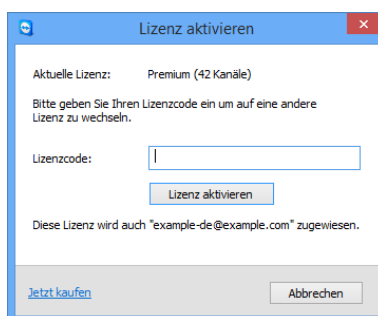 Lizenz aktivieren
Aktuelle Lizenz: Premium (42 Kanäle)
Bitte geben Sie Ihren Lizenzcode ein um auf eine andere
Lizenz zu wechseln.
Lizenzcode:
Lizenz aktivieren
Diese Lizenz wird auch "example-de@example.com" zugewiesen.
Jetzt kaufen
Abbrechen